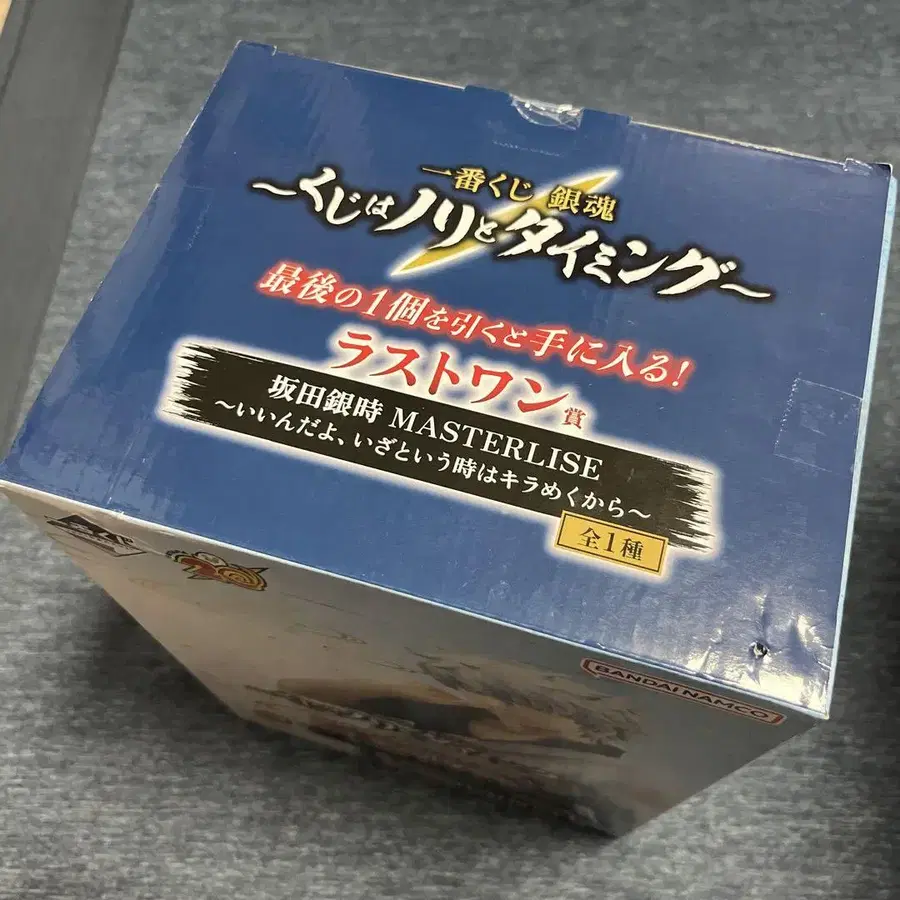 一番くじ 銀魂
～くじはノリとタイミング～
最後の1個を引くと手に入る!
ラストワン賞
坂田銀時 MASTERLISE
～いいんだよ、いざという時はキラめくから～
全1種
BANDAI NAMCO